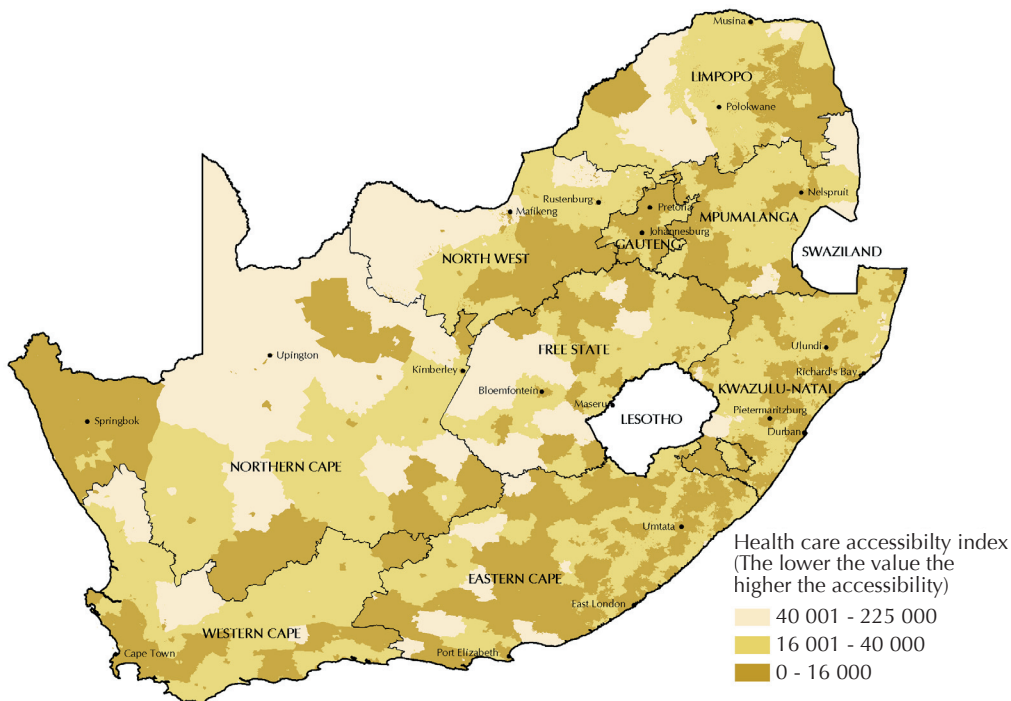 Musina
LIMPOPO
Polokwane
Nelspruit
Rustenburg
Pretoria
Mafikeng
MPUMALANGA
Johannesburg
GAUTENG
SWAZILAND
NORTH WEST
Ulundi
FREE STATE
Upington
Kimberley
Richard's Bay
KWAZULU-NATAL
Bloemfontein
Maseru
Pietermaritzburg
LESOTHO
Springbok
Durban
NORTHERN CAPE
Umtata
EASTERN CAPE
East London
WESTERN CAPE
Cape Town
Port Elizabeth
Health care accessibilty index
(The lower the value the
higher the accessibility)
40 001 - 225 000
16 001 - 40 000
0 - 16 000